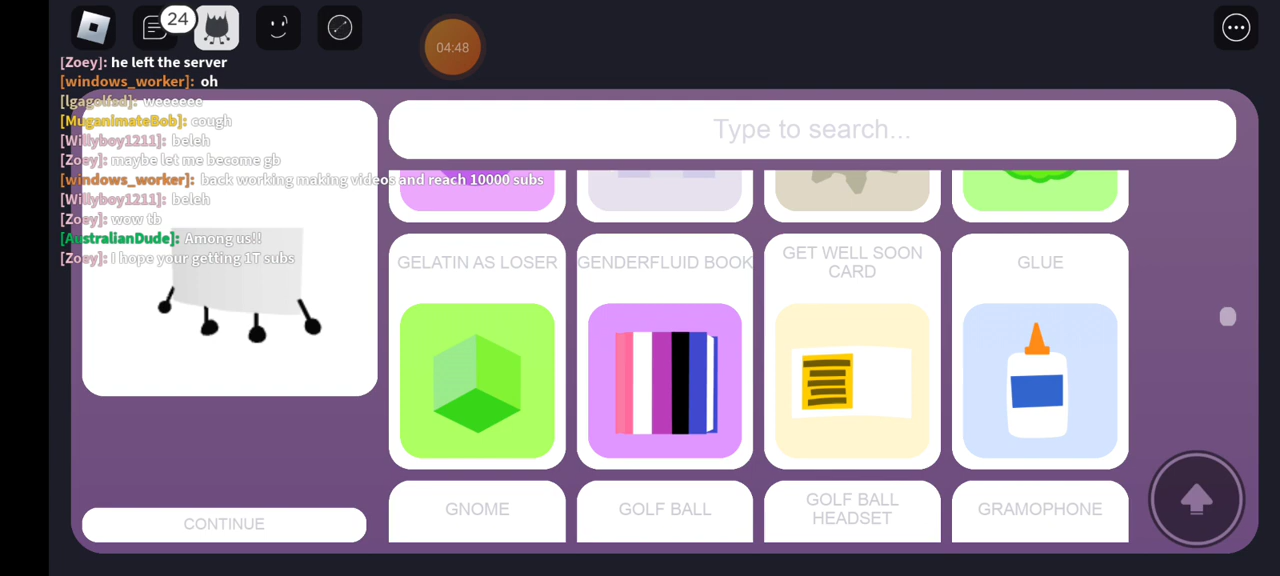 24
04:48
[Zoey]: he left the server
[windows_worker]: oh
[lgagolfsd]: weeeeee
[MuganimateBob]: cough
[Willyboy1211]: beleh
[Zoey]: maybe let me become gb
[windows_worker]: back working making videos and reach 10000 subs
[Willyboy1211]: beleh
[Zoey]: wow tb
[AustralianDude]: Among us!!
[Zoey]: I hope your getting 1T subs
Type to search...
GELATIN AS LOSER
GENDERFLUID BOOK
GET WELL SOON
CARD
GLUE
GNOME
GOLF BALL
GOLF BALL
HEADSET
GRAMOPHONE
CONTINUE